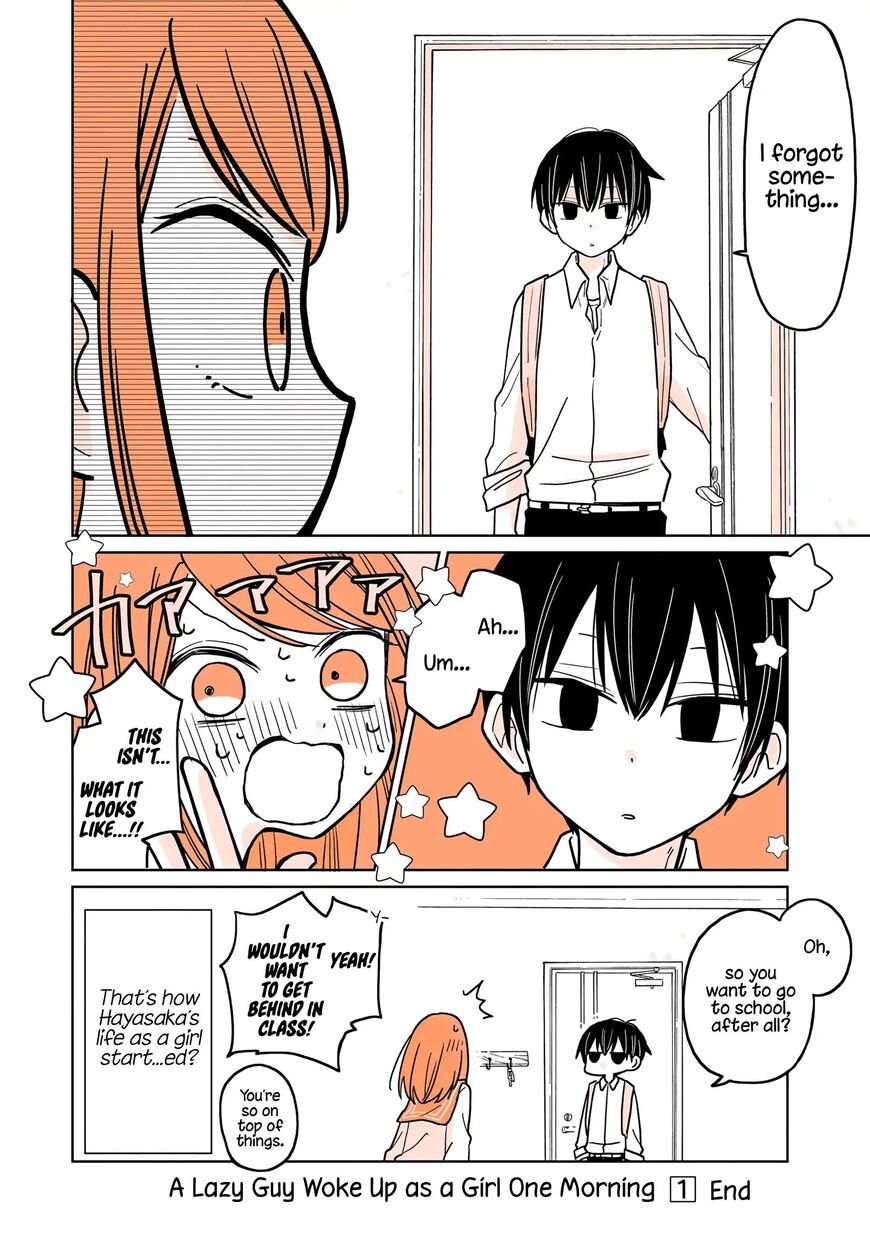 I forgot
some-
thing...
カァァァァ
Ah...
Um...
THIS
ISN'T...
WHAT IT
LOOKS
LIKE...!!
Oh,
so you
want to go
to school,
after all?
Y-
YEAH!
I
WOULDN'T
WANT
TO GET
BEHIND IN
CLASS!
You're
so on
top of
things.
That's how
Hayasaka's
life as a girl
start...ed?
A Lazy Guy Woke Up as a Girl One Morning 1 End